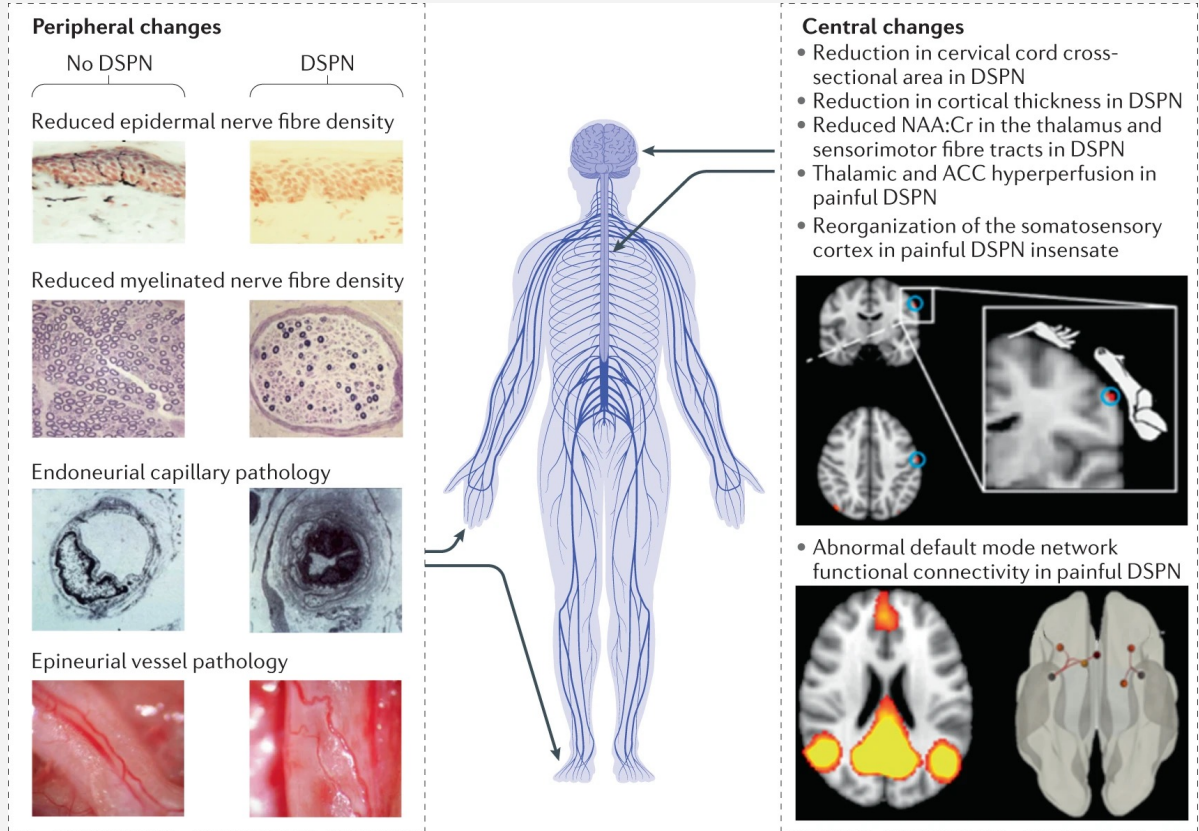 Peripheral changes
No DSPN
DSPN
Reduced epidermal nerve fibre density
Reduced myelinated nerve fibre density
Endoneurial capillary pathology
Epineurial vessel pathology
Central changes
• Reduction in cervical cord cross-
sectional area in DSPN
• Reduction in cortical thickness in DSPN
• Reduced NAA:Cr in the thalamus and
sensorimotor fibre tracts in DSPN
• Thalamic and ACC hyperperfusion in
painful DSPN
• Reorganization of the somatosensory
cortex in painful DSPN insensate
• Abnormal default mode network
functional connectivity in painful DSPN